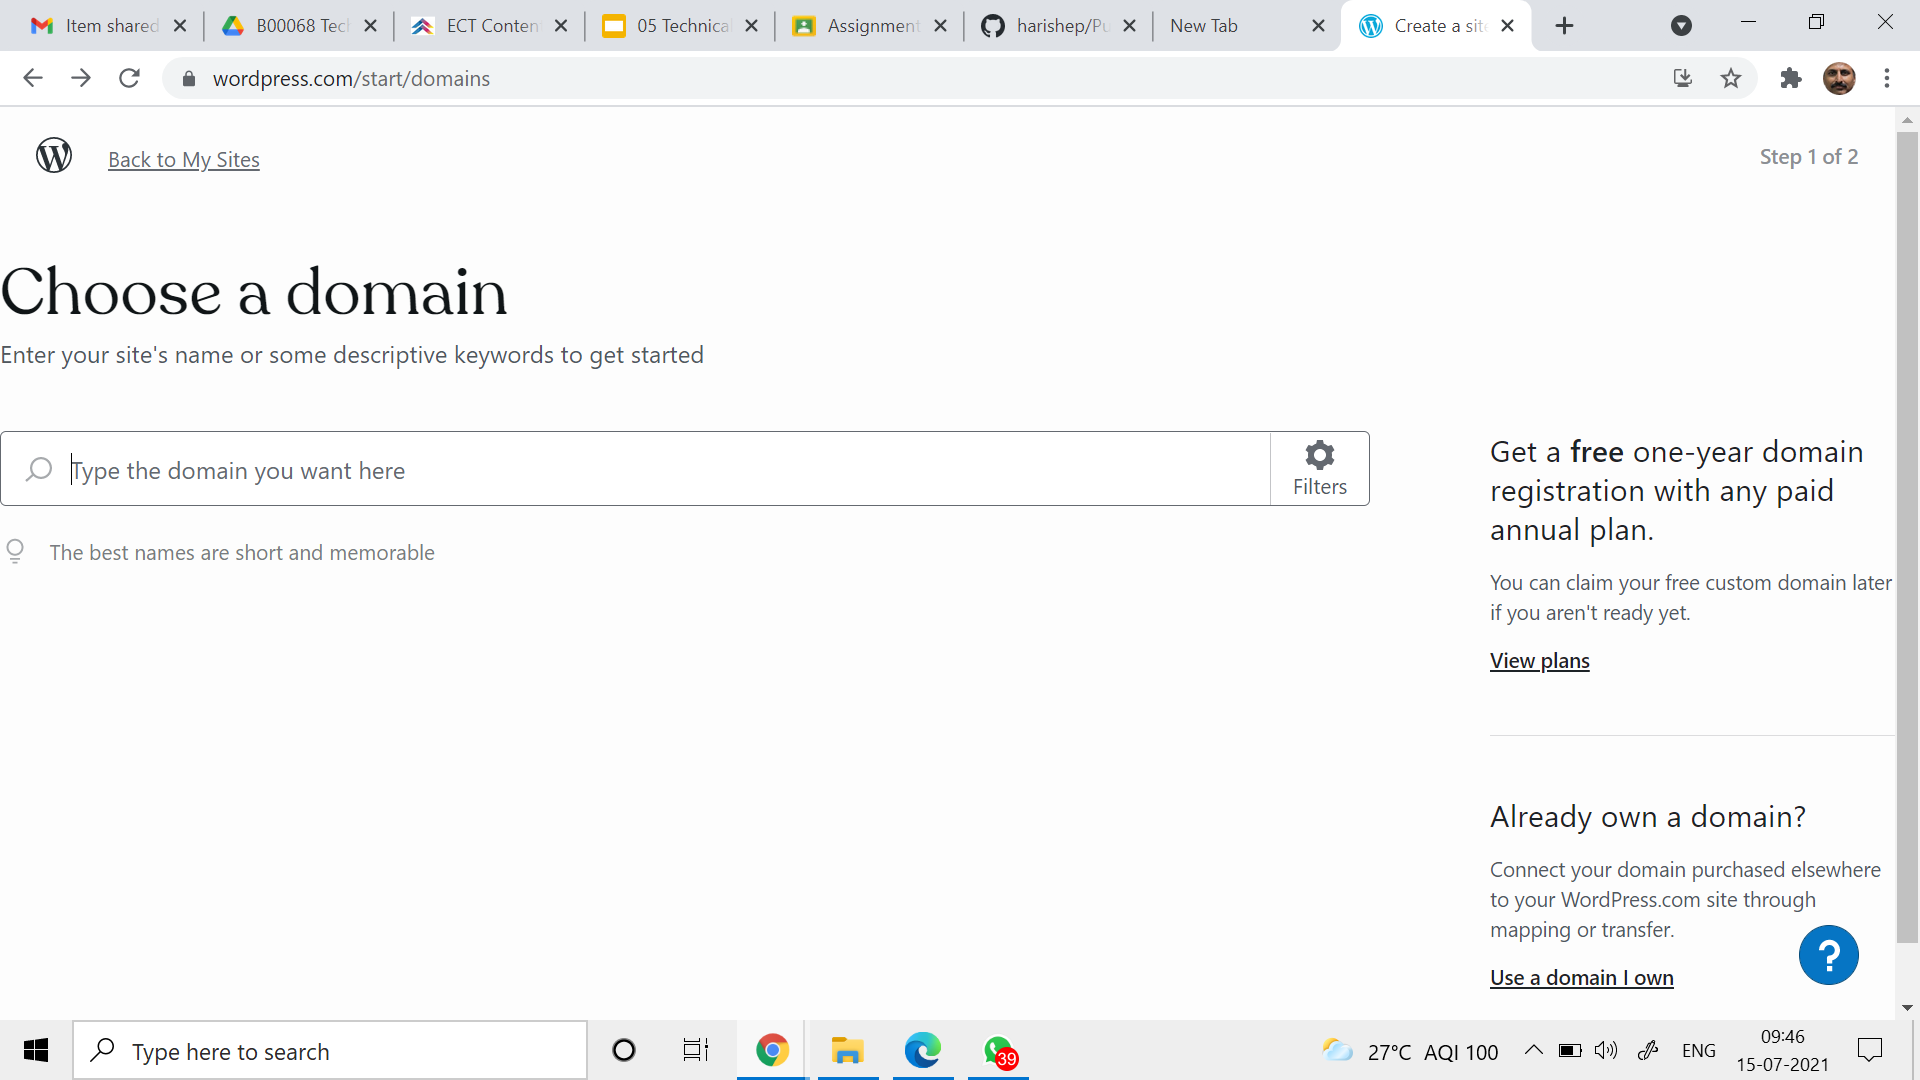 Item shared
B00068 Tech
ECT Conten
05 Technical
Assignment
harishep/Pu
New Tab
Create a site
wordpress.com/start/domains
Back to My Sites
Step 1 of 2
Choose a domain
Enter your site's name or some descriptive keywords to get started
Type the domain you want here
Filters
The best names are short and memorable
Get a free one-year domain
registration with any paid
annual plan.
You can claim your free custom domain later
if you aren't ready yet.
View plans
Already own a domain?
Connect your domain purchased elsewhere
to your WordPress.com site through
mapping or transfer.
Use a domain I own
?
Type here to search
39
27°C AQI 100
ENG
09:46
15-07-2021